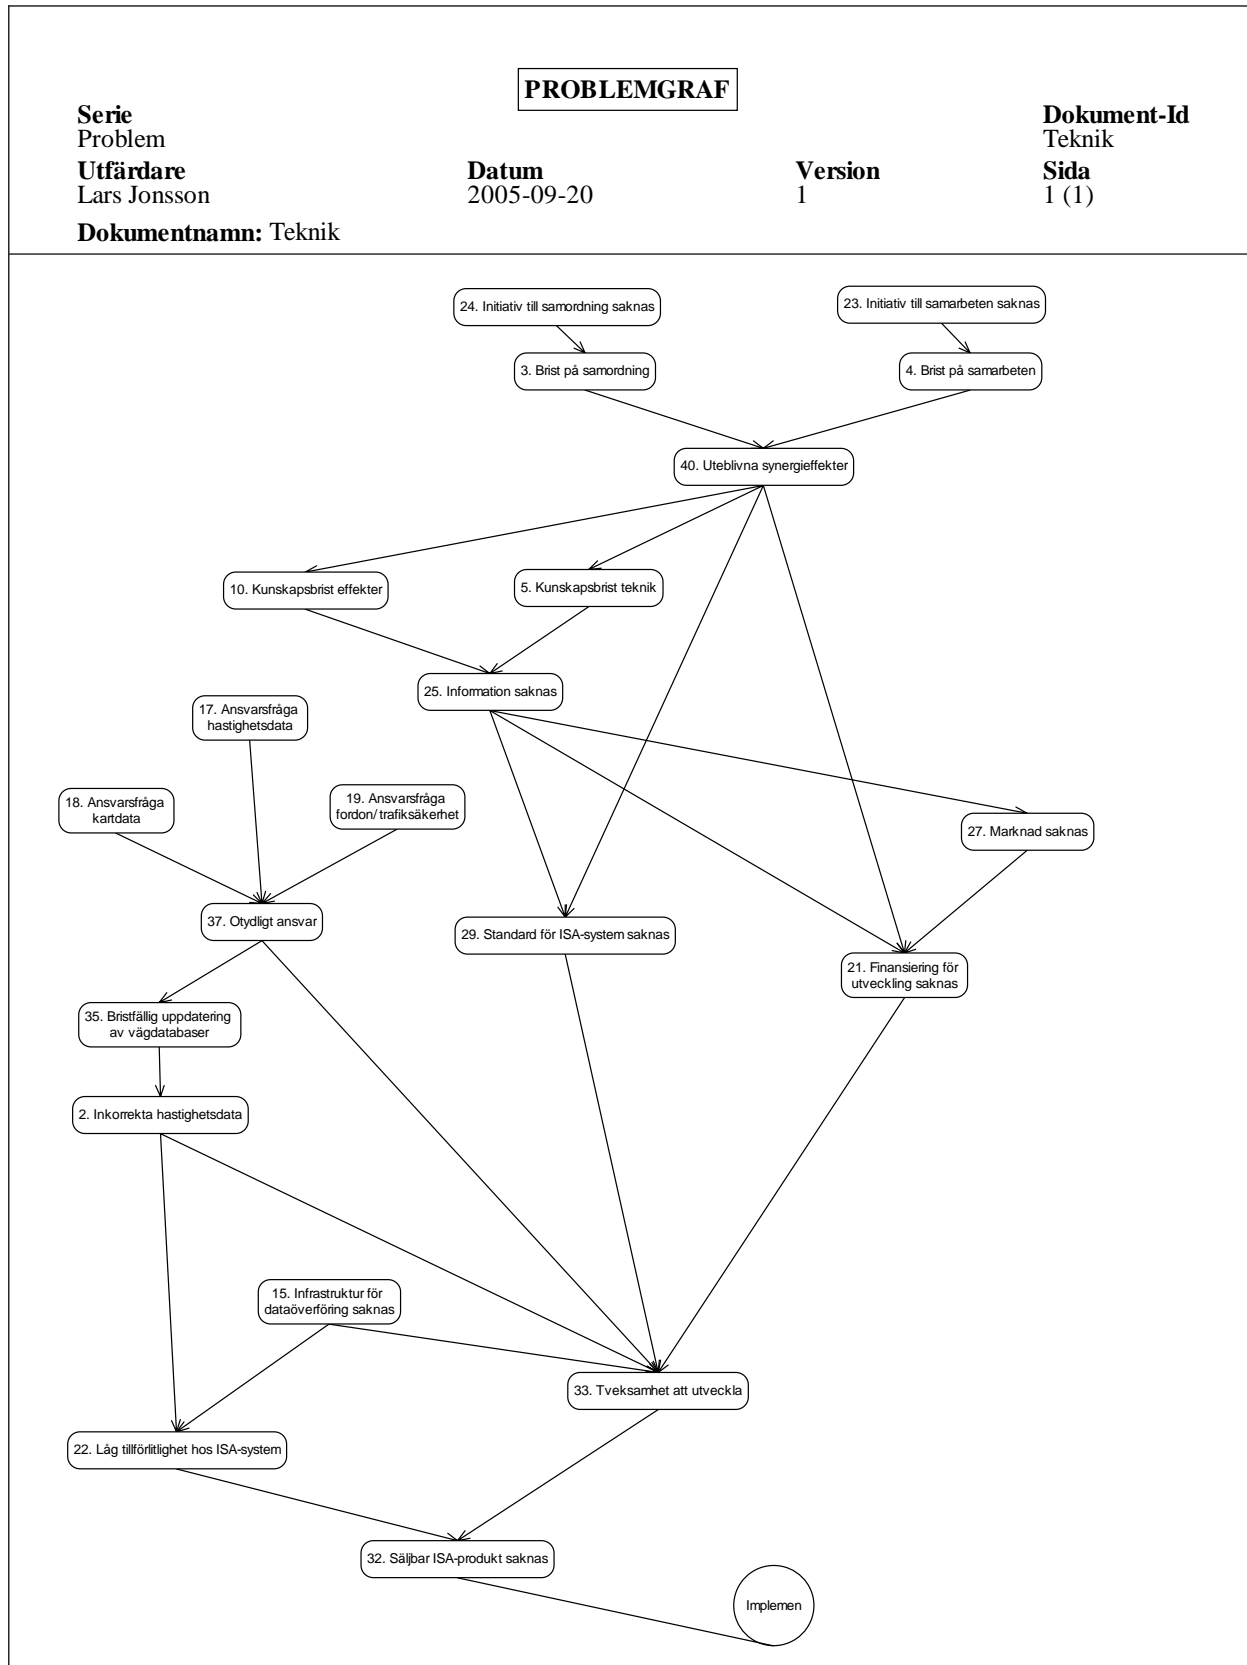 PROBLEMGRAF
Serie
Problem
Dokument-Id
Teknik
Utfärdare
Lars Jonsson
Datum
2005-09-20
Version
1
Sida
1 (1)
Dokumentnamn: Teknik
24. Initiativ till samordning saknas
23. Initiativ till samarbeten saknas
3. Brist på samordning
4. Brist på samarbeten
40. Uteblivna synergieffekter
10. Kunskapsbrist effekter
5. Kunskapsbrist teknik
25. Information saknas
17. Ansvarsfråga
hastighetsdata
18. Ansvarsfråga
kartdata
19. Ansvarsfråga
fordon/trafiksäkerhet
27. Marknad saknas
37. Otydligt ansvar
29. Standard för ISA-system saknas
21. Finansiering för
utveckling saknas
35. Bristfällig uppdatering
av vägdatabaser
2. Inkorrekta hastighetsdata
15. Infrastruktur för
dataöverföring saknas
33. Tveksamhet att utveckla
22. Låg tillförlitlighet hos ISA-system
32. Säljbar ISA-produkt saknas
Implemen